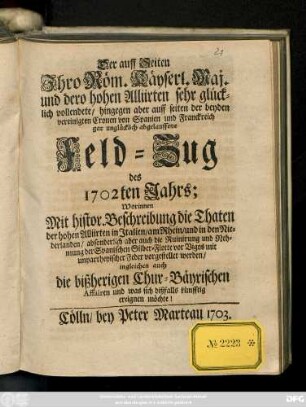 Der auff Seiten
Ihro Röm. Käyserl. Maj.
und dero hohen Alliirten sehr glück-
lich vollendete/ hingegen aber auff seiten der beyden
vereinigten Cronen von Spanien und Franckreich
gar unglücklich abgelauffene
Feld-Zug
des
1702ten Jahrs;
Worinnen
Mit histor. Beschreibung die Thaten
der hohen Alliirten in Italien/am Rhein/und in den Nie-
derlanden/ absonderlich aber auch die Ruinirung und Neh-
mung der Spanischen Silber-Flotte vor Vigos mit
unpartheyischer Feder vorgestellet werden/
ingleichen auch
die bißherigen Chur-Bäyrischen
Affairen und was sich dißfalls künfftig
ereignen möchte/
Cölln/ bey Peter Marteau 1703.
№ 2223